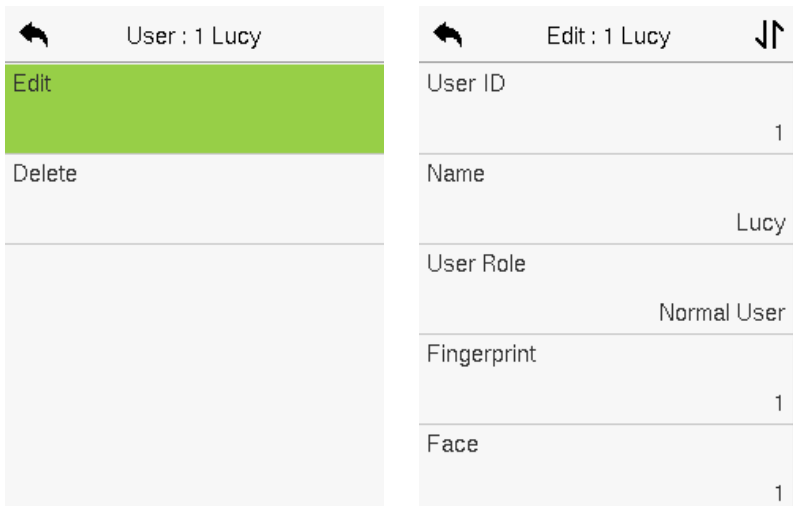 User : 1 Lucy
Edit
Delete
Edit : 1 Lucy
User ID
1
Name
Lucy
User Role
Normal User
Fingerprint
1
Face
1